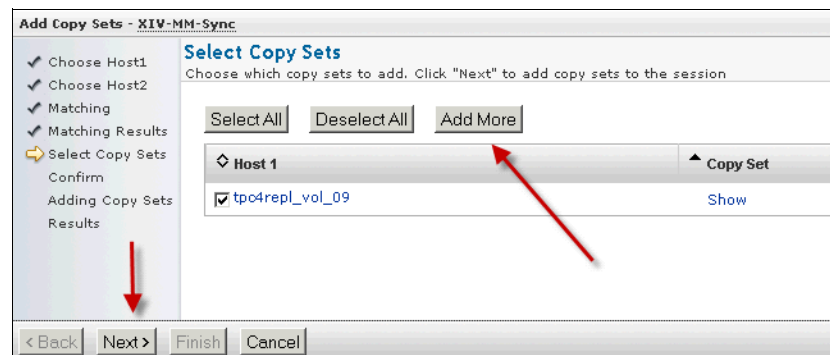 Add Copy Sets - XIV-MM-Sync
Choose Host1
Choose Host2
Matching
Matching Results
Select Copy Sets
Confirm
Adding Copy Sets
Results
Select Copy Sets
Choose which copy sets to add. Click "Next" to add copy sets to the session
Select All Deselect All Add More
Host 1 Copy Set
tpc4repl_vol_09 Show
< Back Next > Finish Cancel